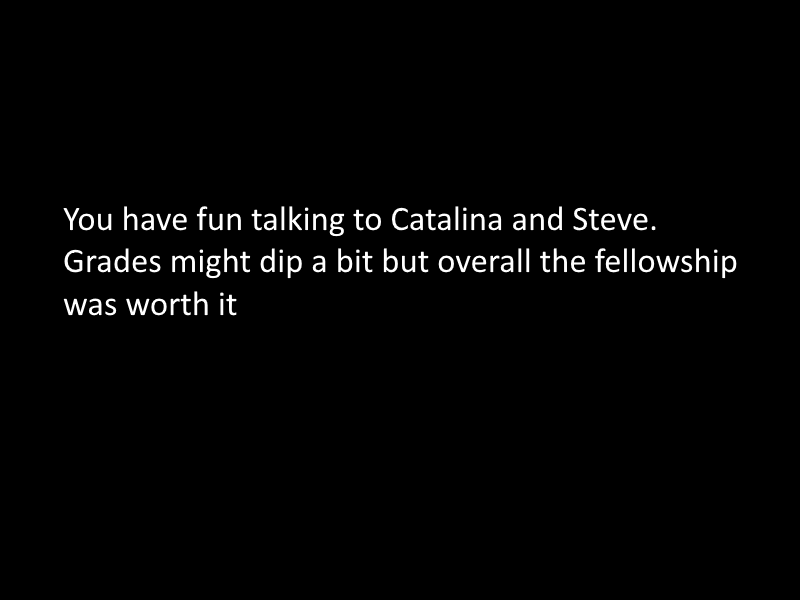 You have fun talking to Catalina and Steve.
Grades might dip a bit but overall the fellowship
was worth it